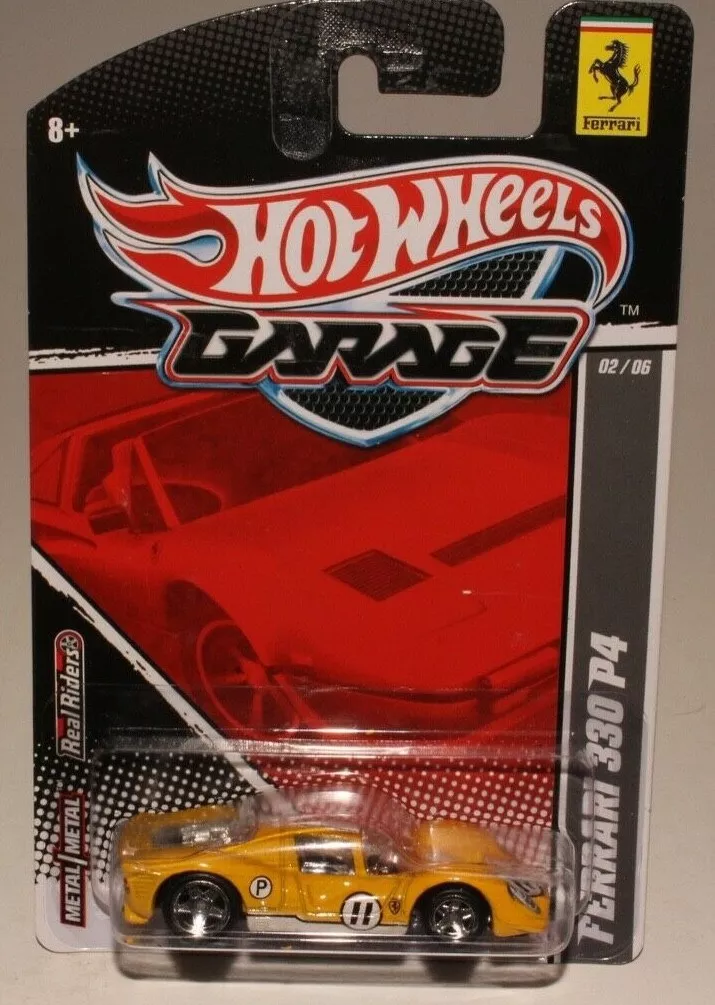 Ferrari
8+
HOT WHEELS
TM
GARAGE
02/06
Real Riders
METAL/METAL
FERRARI 330 P4
P
11